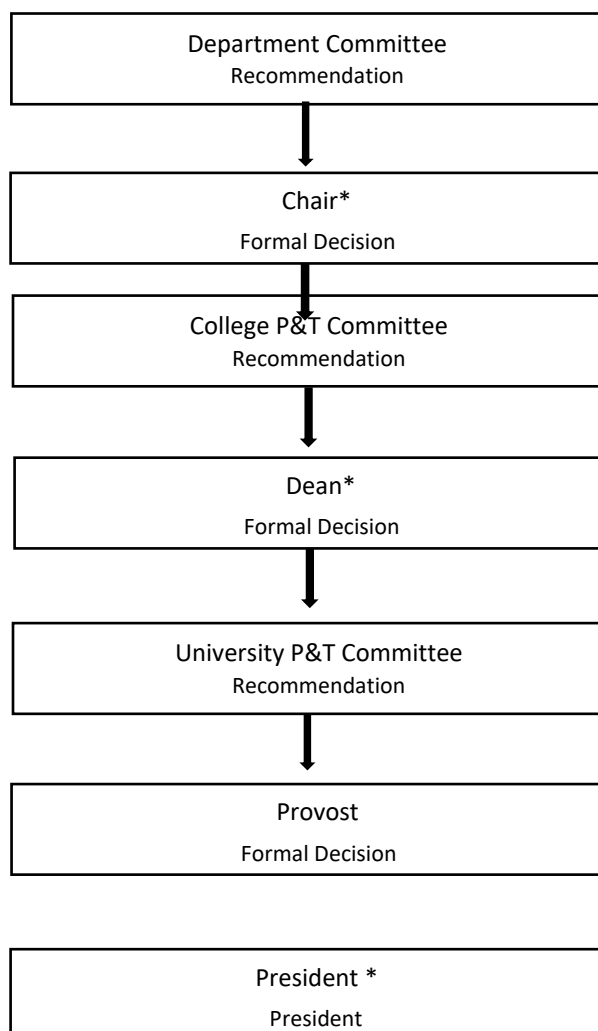 Department Committee
Recommendation
Chair*
Formal Decision
College P&T Committee
Recommendation
Dean*
Formal Decision
University P&T Committee
Recommendation
Provost
Formal Decision
President *
President